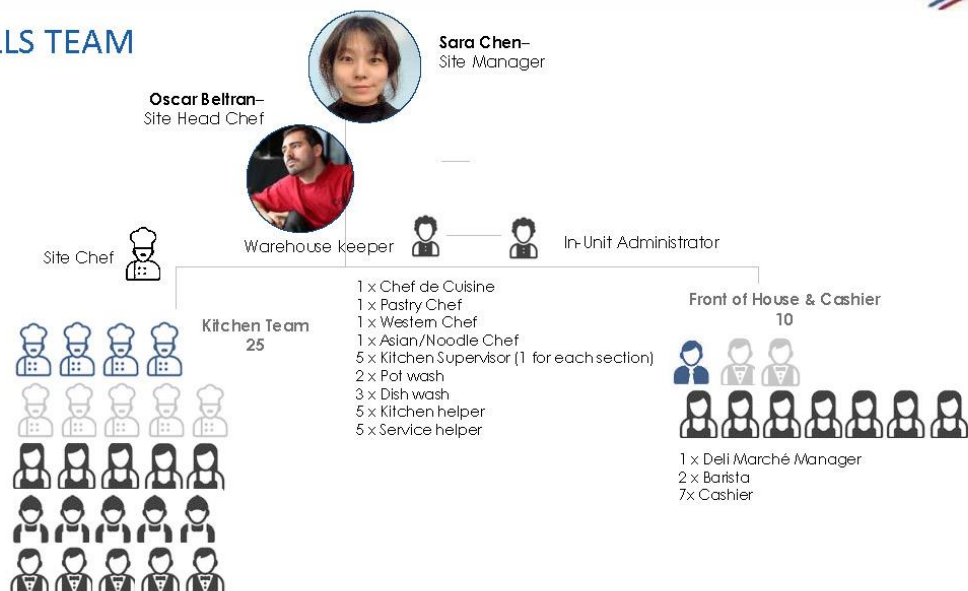 LLS TEAM
Sara Chen–
Site Manager
Oscar Beltran–
Site Head Chef
Site Chef
Warehouse keeper
In-Unit Administrator
Kitchen Team
25
1 x Chef de Cuisine
1 x Pastry Chef
1 x Western Chef
1 x Asian/Noodle Chef
5 x Kitchen Supervisor (1 for each section)
2 x Pot wash
3 x Dish wash
5 x Kitchen helper
5 x Service helper
Front of House & Cashier
10
1 x Deli Marché Manager
2 x Barista
7x Cashier